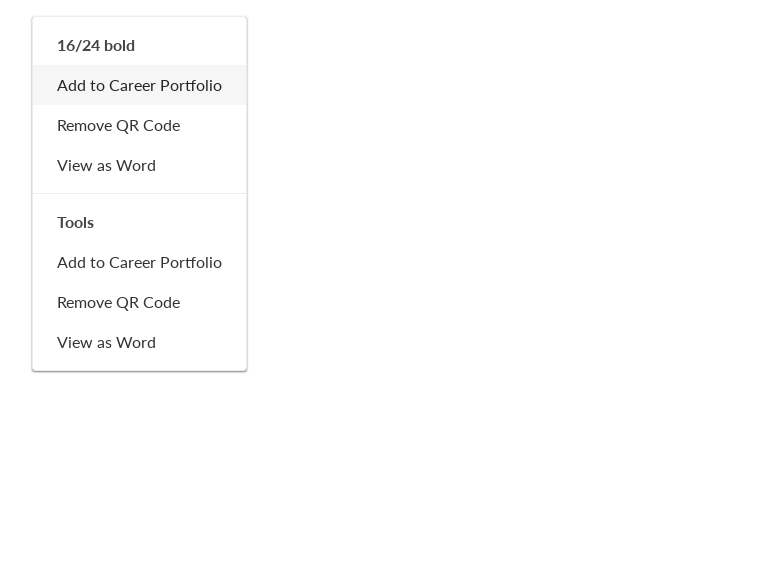 16/24 bold
Add to Career Portfolio
Remove QR Code
View as Word
Tools
Add to Career Portfolio
Remove QR Code
View as Word